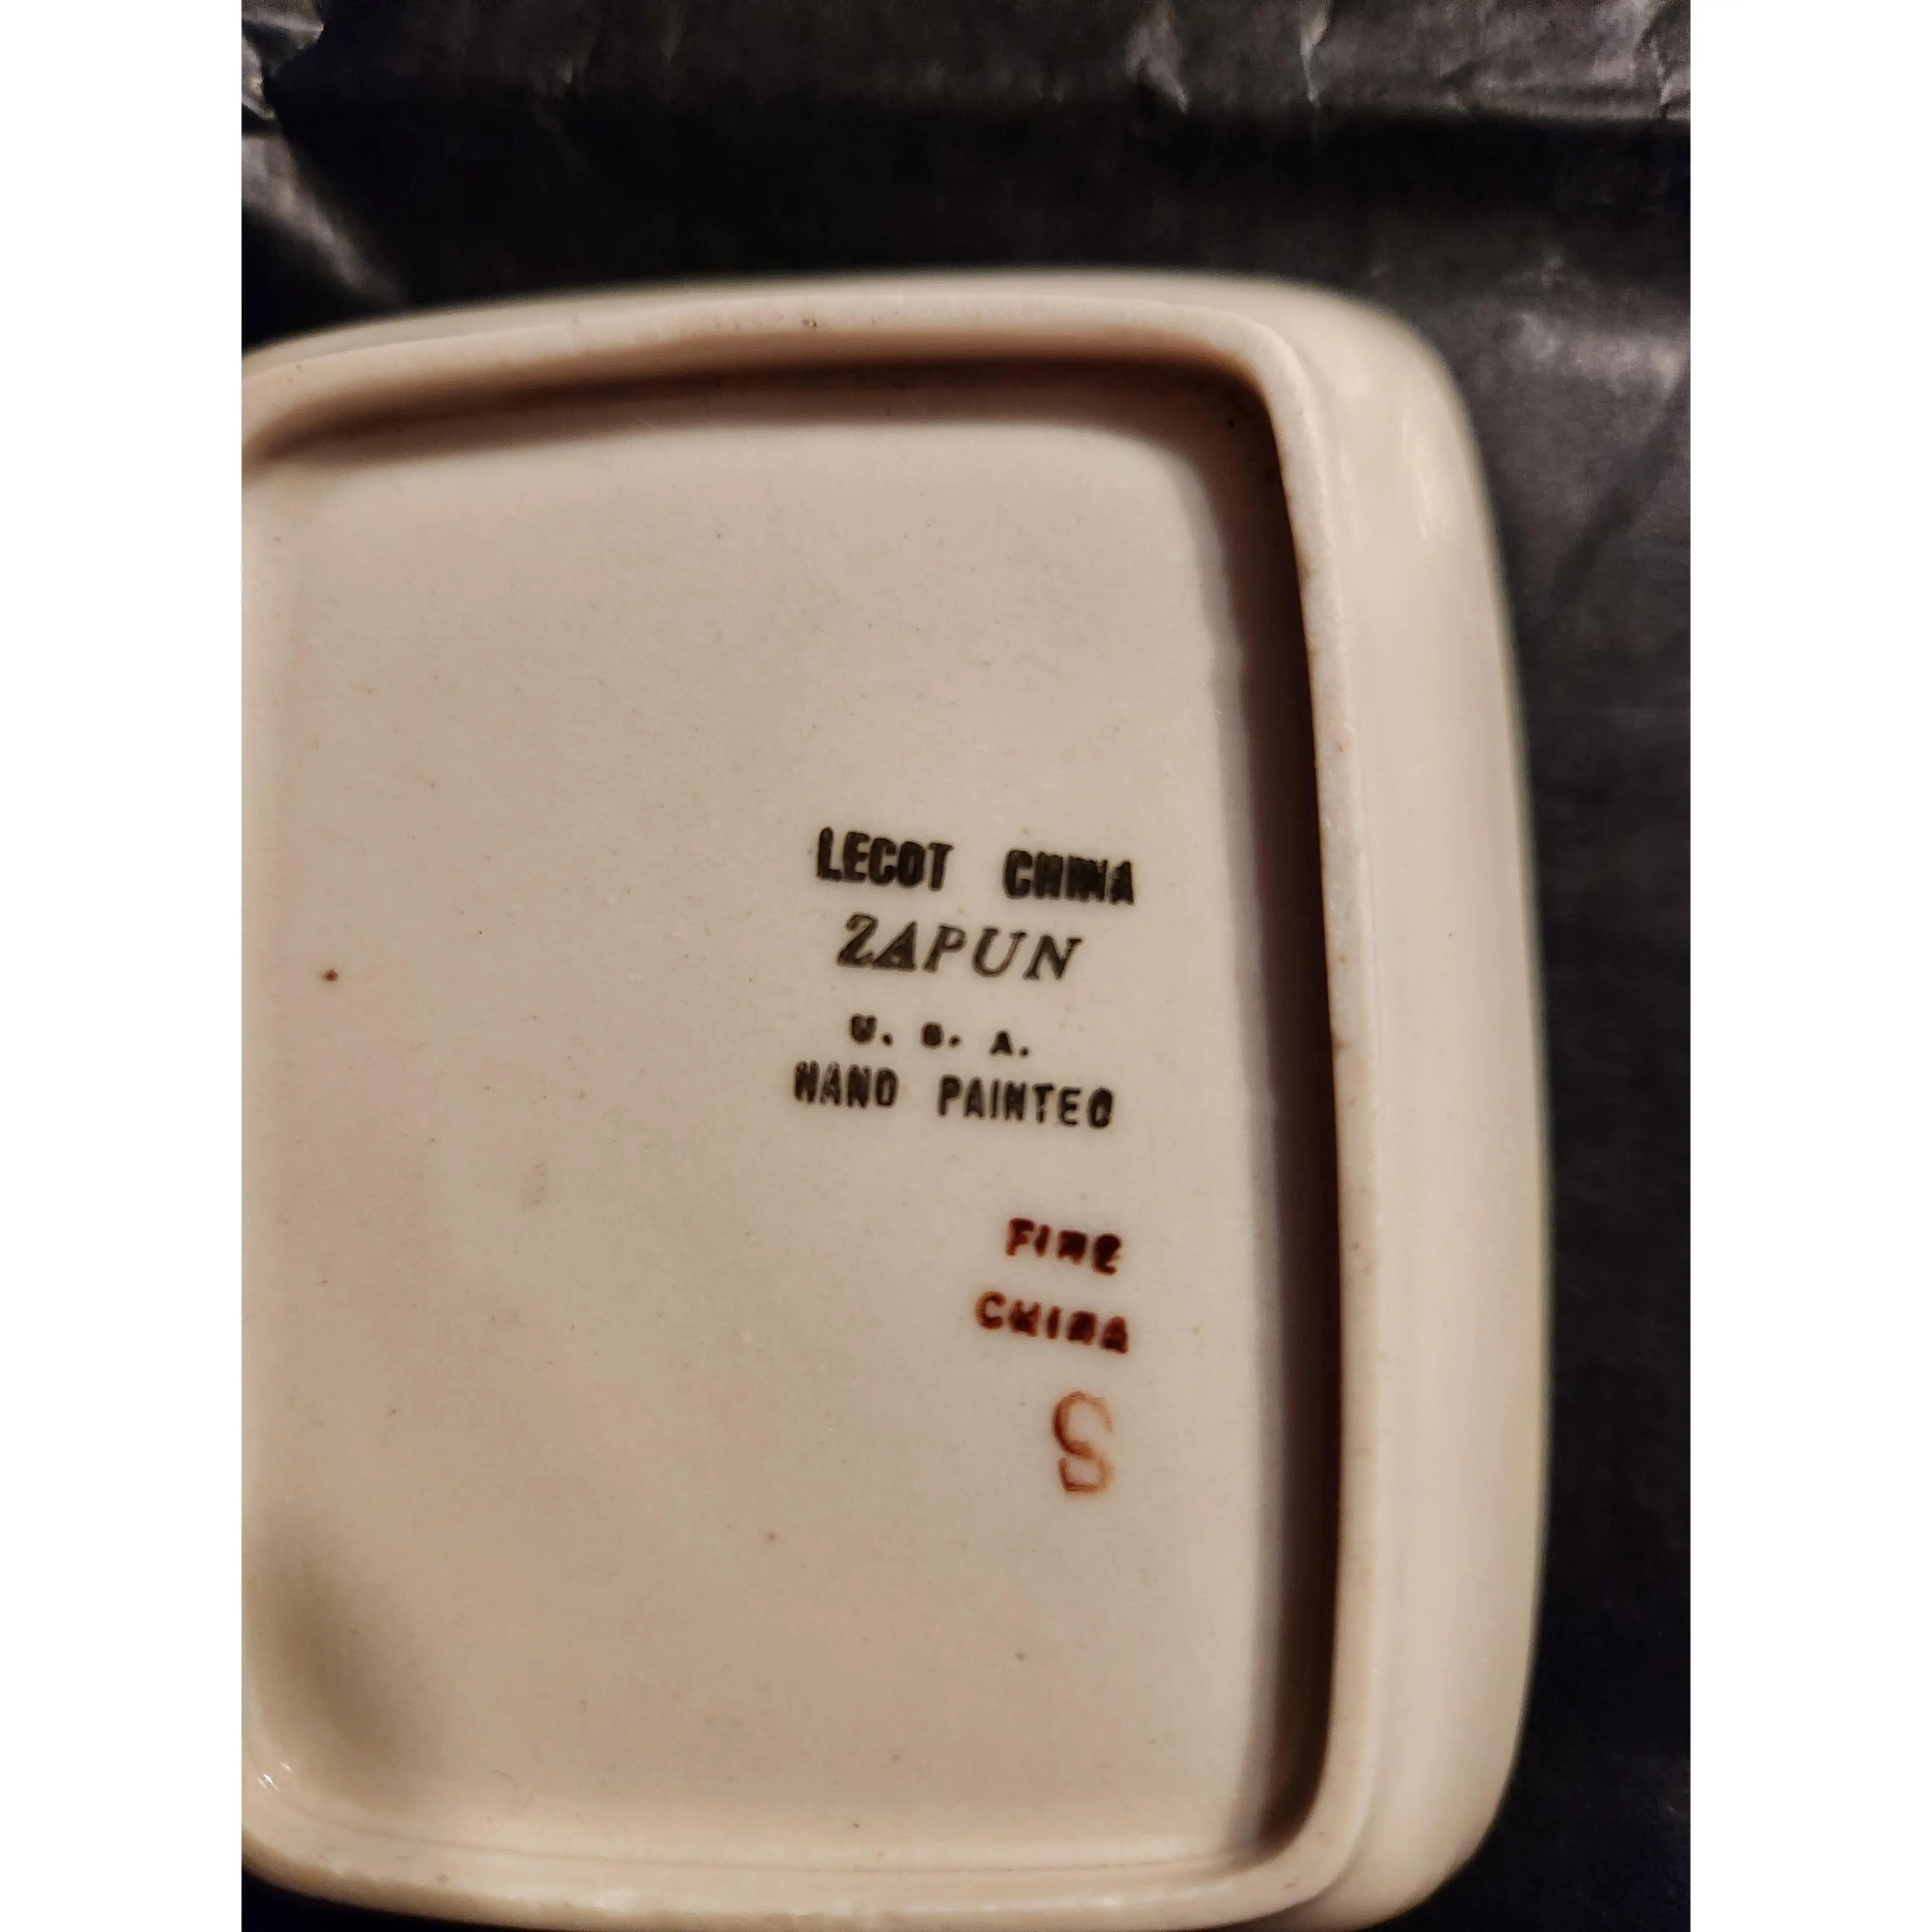 LECOT CHINA
ZAPUN
U. S. A.
HAND PAINTED
FINE
CHINA
S